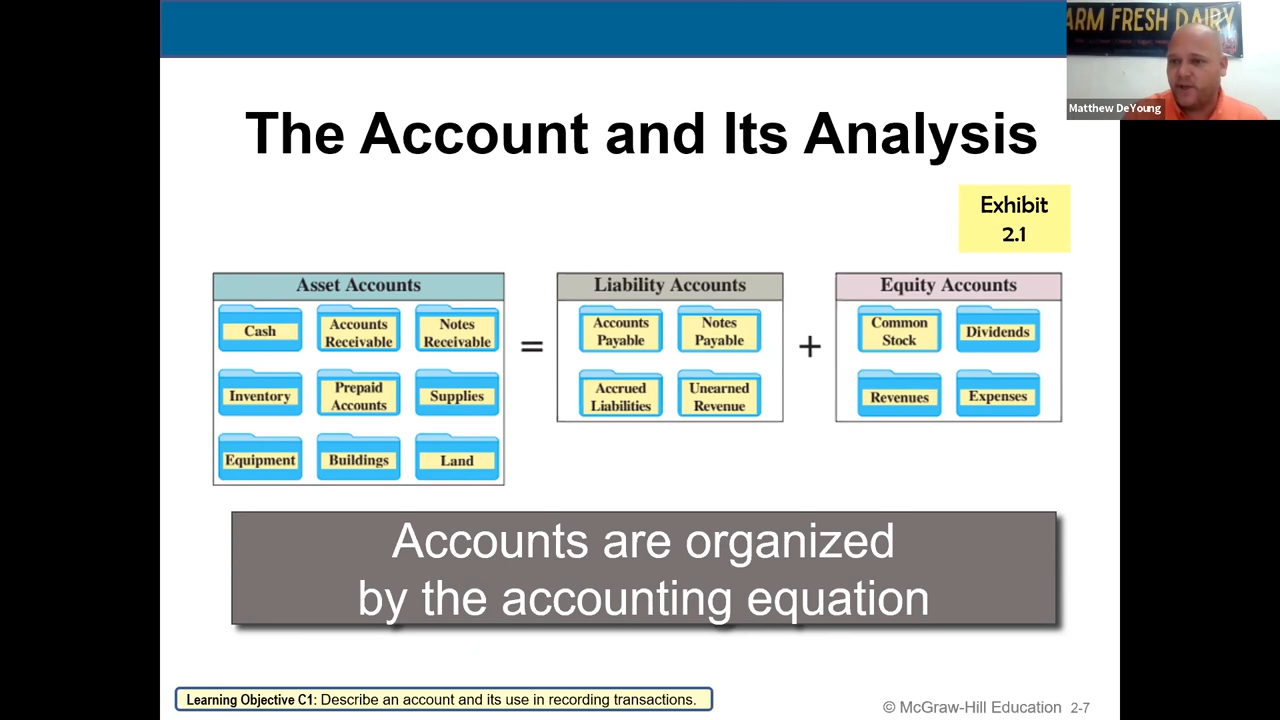 ARM FRESH DAIRY
Matthew DeYoung
The Account and Its Analysis
Exhibit
2.1
Asset Accounts
Cash
Accounts
Receivable
Notes
Receivable
Inventory
Prepaid
Accounts
Supplies
Equipment
Buildings
Land
=
Liability Accounts
Accounts
Payable
Notes
Payable
Accrued
Liabilities
Unearned
Revenue
+
Equity Accounts
Common
Stock
Dividends
Revenues
Expenses
Accounts are organized
by the accounting equation
Learning Objective C1: Describe an account and its use in recording transactions.
© McGraw-Hill Education 2-7